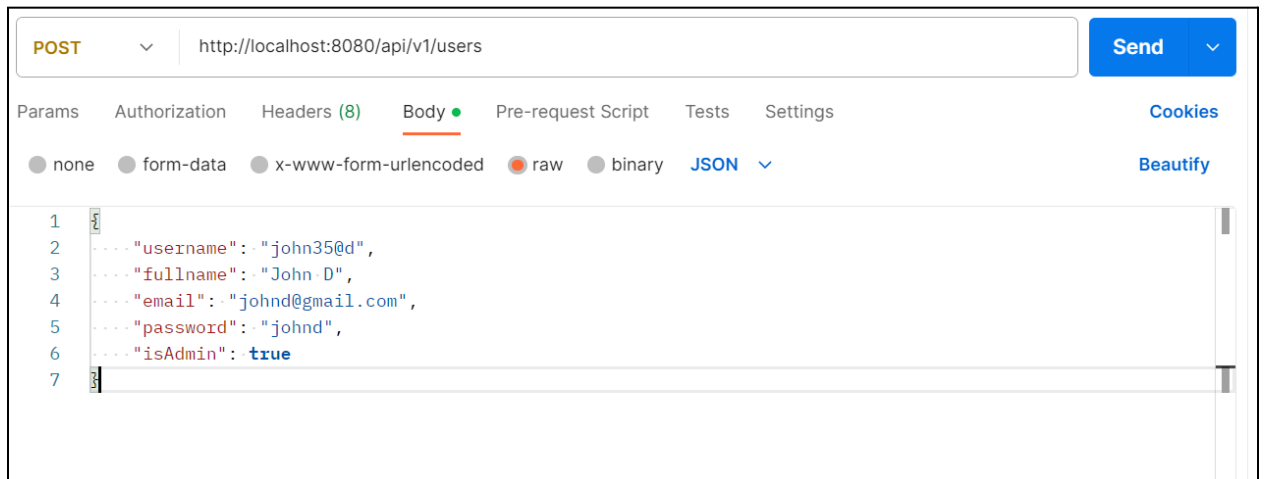 POST http://localhost:8080/api/v1/users Send
Params Authorization Headers (8) Body Pre-request Script Tests Settings Cookies
none form-data x-www-form-urlencoded raw binary JSON Beautify
1 {
2 "username": "john35@d",
3 "fullname": "John D",
4 "email": "johnd@gmail.com",
5 "password": "johnd",
6 "isAdmin": true
7 }